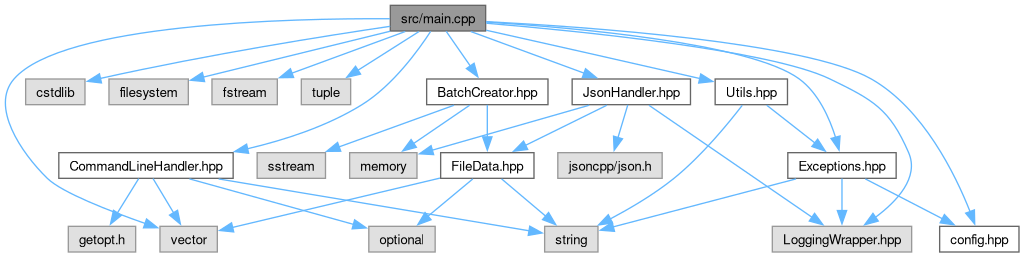 src/main.cpp
cstdlib
filesystem
fstream
tuple
BatchCreator.hpp
JsonHandler.hpp
Utils.hpp
CommandLineHandler.hpp
sstream
memory
FileData.hpp
jsoncpp/json.h
Exceptions.hpp
getopt.h
vector
optional
string
LoggingWrapper.hpp
config.hpp